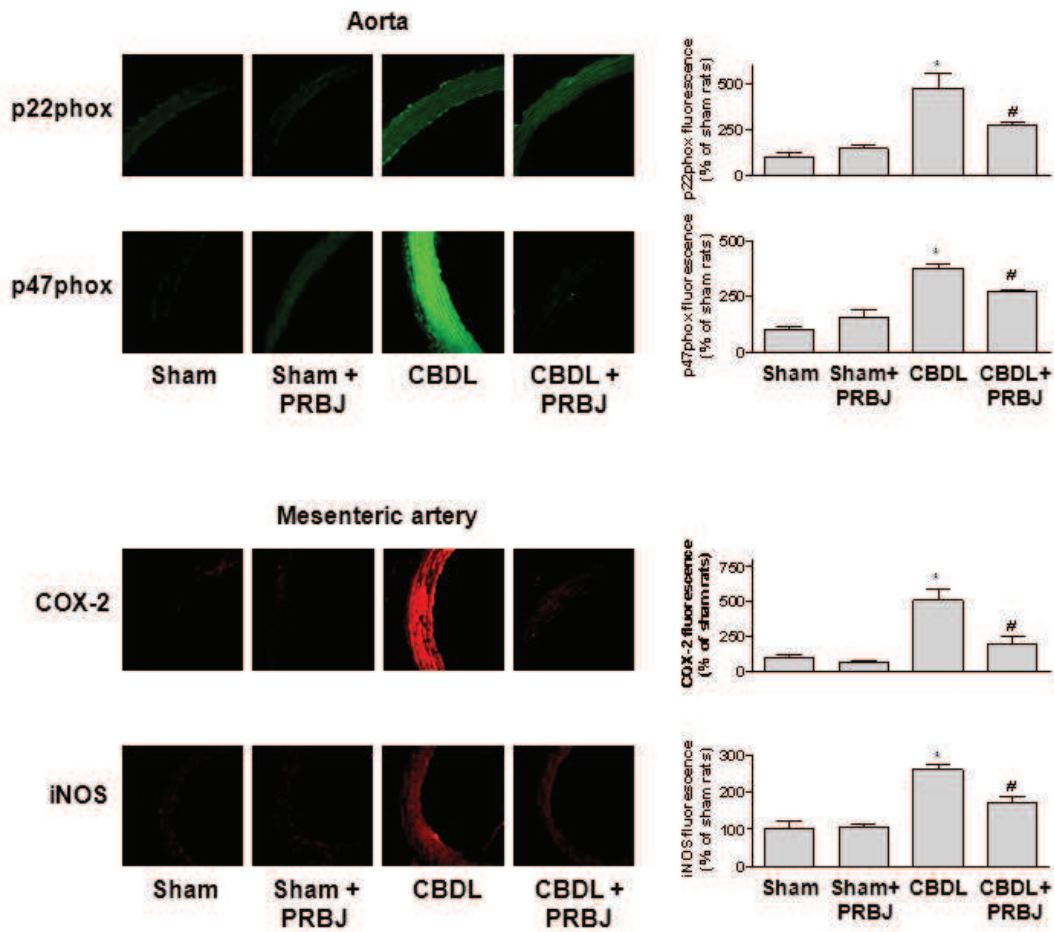 Aorta
p22phox
p47phox
Sham
Sham +
PRBJ
CBDL
CBDL +
PRBJ
p22phox fluorescence
(% of sham rats)
500
250
0
*
#
p47phox fluorescence
(% of sham rats)
500
250
0
*
#
Sham
Sham+
PRBJ
CBDL
CBDL+
PRBJ
Mesenteric artery
COX-2
iNOS
Sham
Sham +
PRBJ
CBDL
CBDL +
PRBJ
COX-2 fluorescence
(% of sham rats)
750
500
250
0
*
#
iNOS fluorescence
(% of sham rats)
300
200
100
0
*
#
Sham
Sham+
PRBJ
CBDL
CBDL+
PRBJ